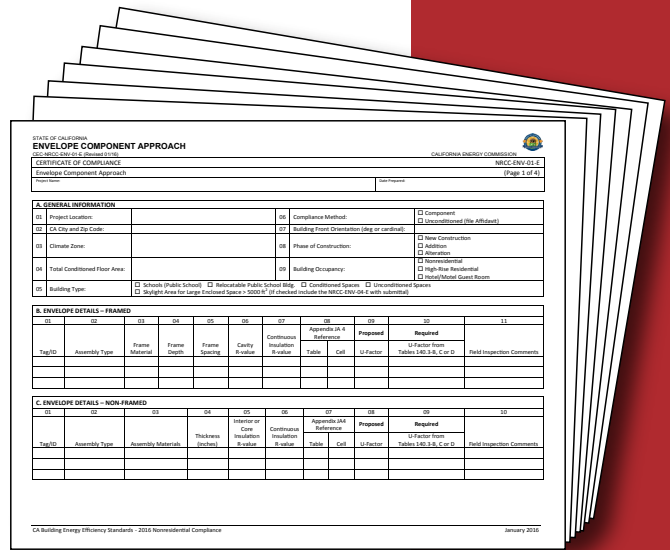 STATE OF CALIFORNIA
ENVELOPE COMPONENT APPROACH
CEC-NRCC-ENV-01-E (Revised 01/16)
CALIFORNIA ENERGY COMMISSION
CERTIFICATE OF COMPLIANCE NRCC-ENV-01-E
Envelope Component Approach (Page 1 of 4)
Project Name: Date Prepared:
A. GENERAL INFORMATION
01 Project Location: 06 Compliance Method: ☐ Component
☐ Unconditioned (file Affidavit)
02 CA City and Zip Code: 07 Building Front Orientation (deg or cardinal):
03 Climate Zone: 08 Phase of Construction: ☐ New Construction
☐ Addition
☐ Alteration
04 Total Conditioned Floor Area: 09 Building Occupancy: ☐ Nonresidential
☐ High-Rise Residential
☐ Hotel/Motel Guest Room
05 Building Type: ☐ Schools (Public School) ☐ Relocatable Public School Bldg. ☐ Conditioned Spaces ☐ Unconditioned Spaces
☐ Skylight Area for Large Enclosed Space > 5000 ft² (If checked include the NRCC-ENV-04-E with submittal)
B. ENVELOPE DETAILS – FRAMED
01 02 03 04 05 06 07 08 09 10 11
Tag/ID
Assembly Type
Frame
Material
Frame
Depth
Frame
Spacing
Cavity
R-value
Continuous
Insulation
R-value
Appendix JA 4
Reference
Table Cell
Proposed
U-Factor
Required
U-Factor from
Tables 140.3-B, C or D
Field Inspection Comments
C. ENVELOPE DETAILS – NON-FRAMED
01 02 03 04 05 06 07 08 09 10
Tag/ID
Assembly Type
Assembly Materials
Thickness
(inches)
Interior or
Core
Insulation
R-value
Continuous
Insulation
R-value
Appendix JA4
Reference
Table Cell
Proposed
U-Factor
Required
U-Factor from
Tables 140.3-B, C or D
Field Inspection Comments
CA Building Energy Efficiency Standards - 2016 Nonresidential Compliance January 2016